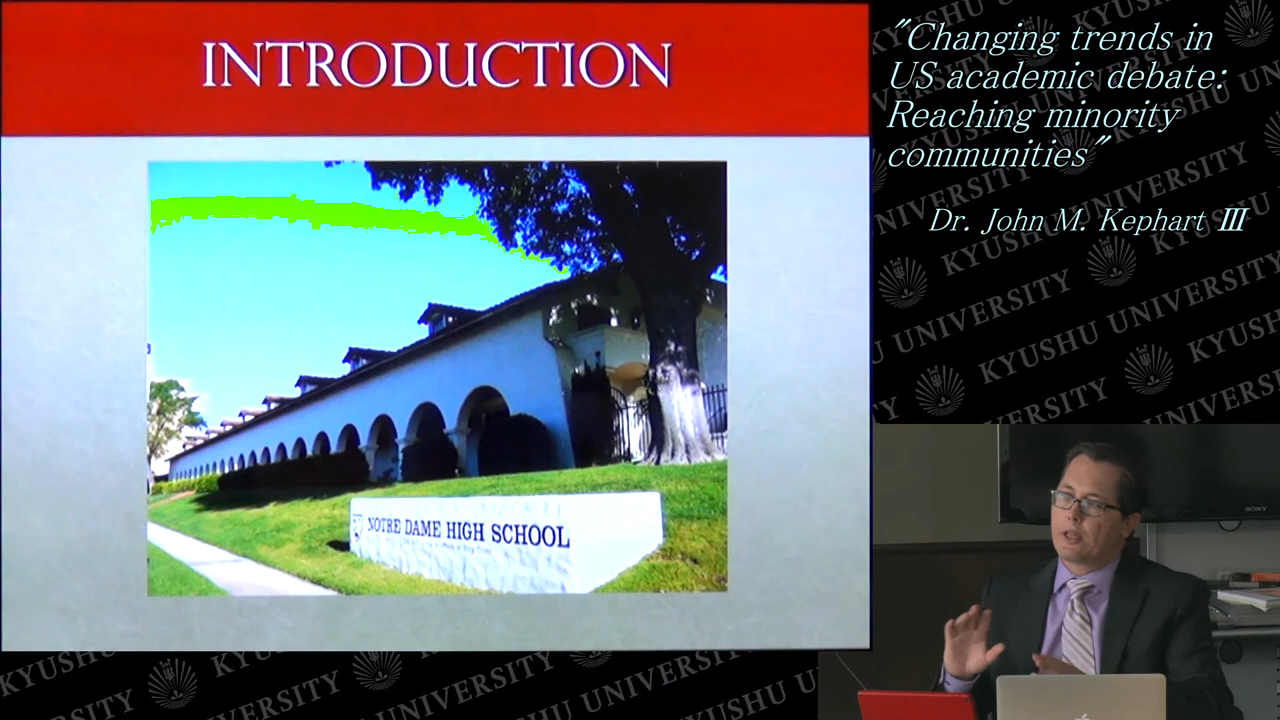 INTRODUCTION
NOTRE DAME HIGH SCHOOL
"Changing trends in
US academic debate:
Reaching minority
communities"
Dr. John M. Kephart Ⅲ
SONY
KYUSHU UNIVERSITY